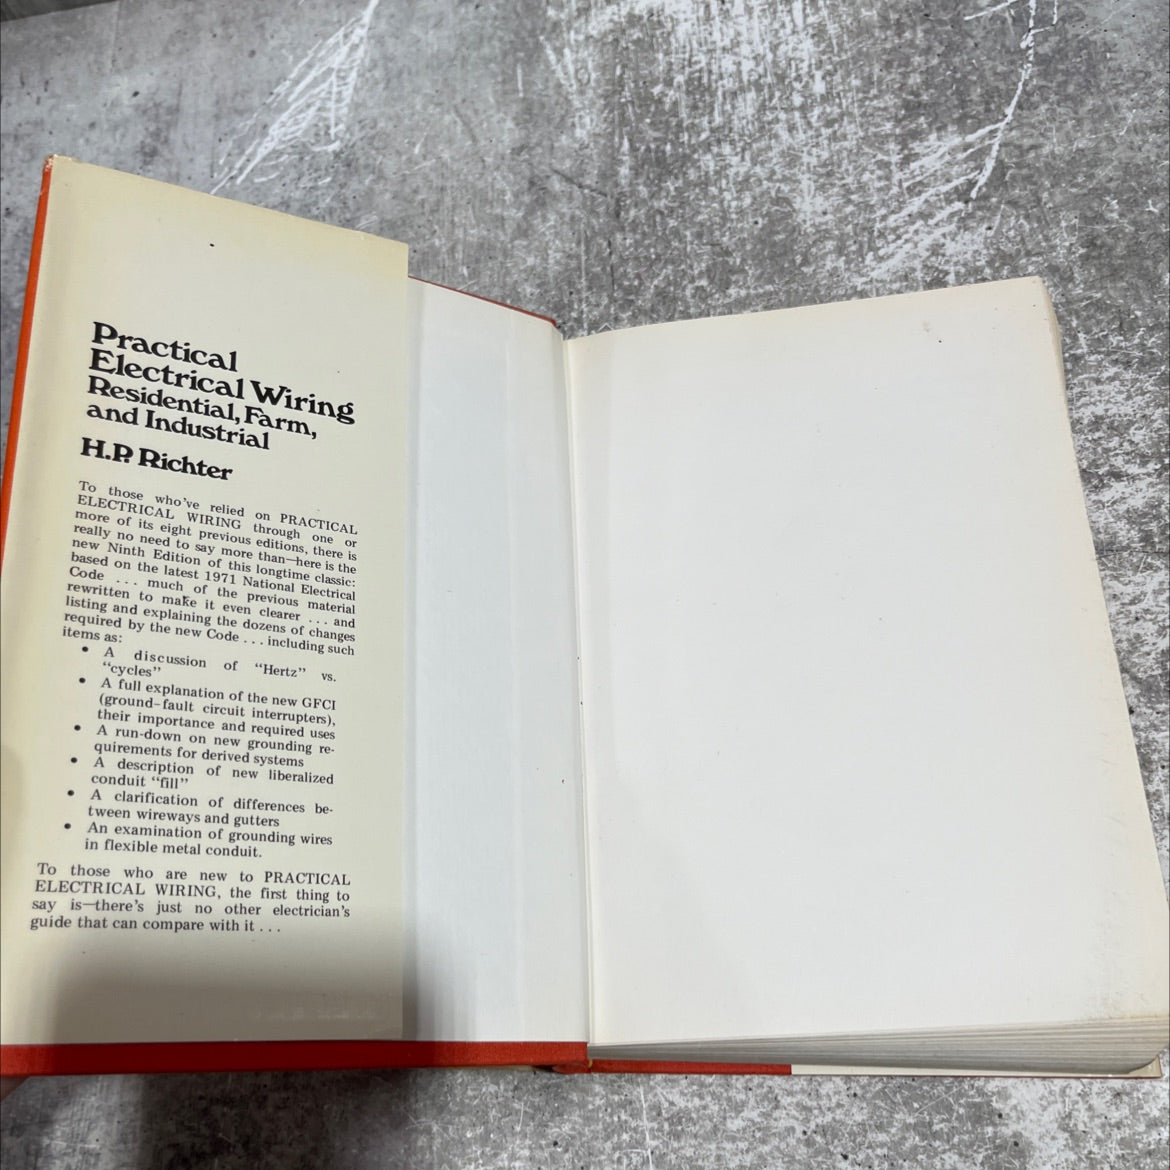 Practical
Electrical Wiring
Residential, Farm,
and Industrial
H.P. Richter
To those who've relied on PRACTICAL
ELECTRICAL WIRING through one or
more of its eight previous editions, there is
really no need to say more than—here is the
new Ninth Edition of this longtime classic:
based on the latest 1971 National Electrical
Code . . . much of the previous material
rewritten to make it even clearer . . . and
listing and explaining the dozens of changes
required by the new Code . . . including such
items as:
• A discussion of “Hertz” vs.
“cycles”
• A full explanation of the new GFCI
(ground-fault circuit interrupters),
their importance and required uses
• A run-down on new grounding re-
quirements for derived systems
• A description of new liberalized
conduit “fill”
• A clarification of differences be-
tween wireways and gutters
• An examination of grounding wires
in flexible metal conduit.
To those who are new to PRACTICAL
ELECTRICAL WIRING, the first thing to
say is—there's just no other electrician's
guide that can compare with it . . .